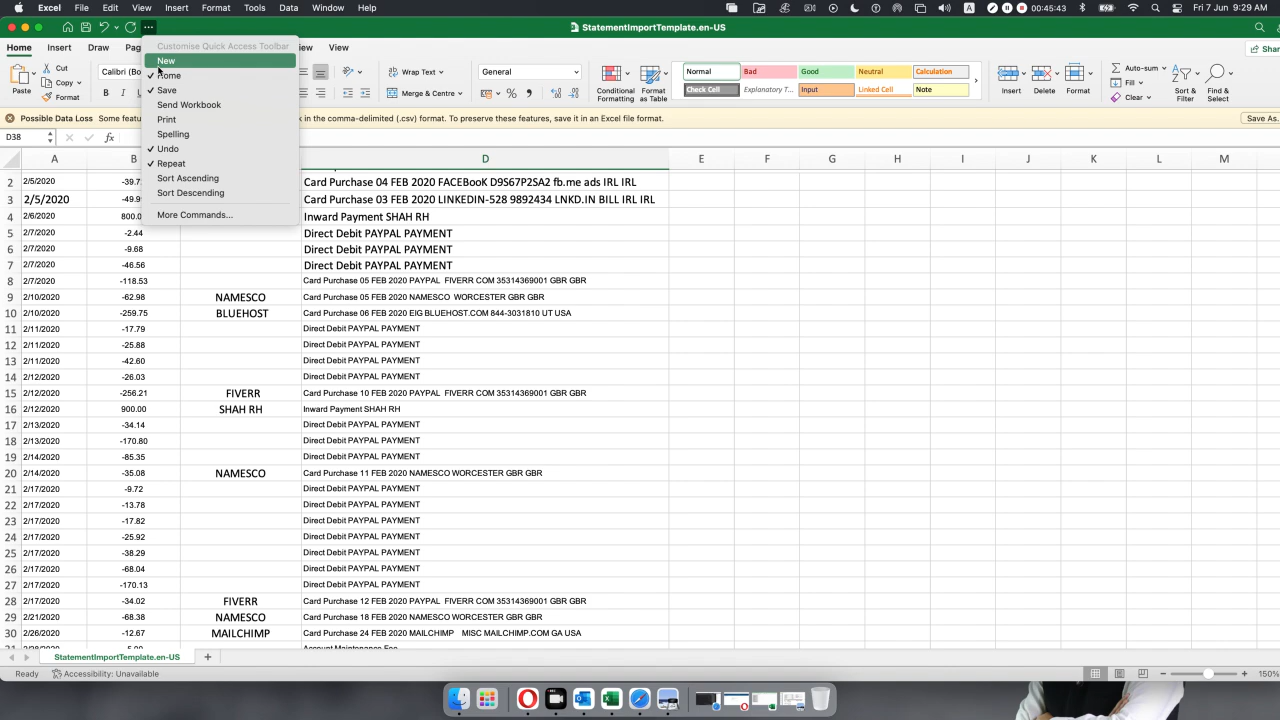 Excel File Edit View Insert Format Tools Data Window Help 00:45:43 A Fri 7 Jun 9:29 AM
StatementImportTemplate.en-US
Home Insert Draw View Shar
Customise Quick Access Toolbar
New
Home
Save
Send Workbook
Print
Spelling
Undo
Repeat
Sort Ascending
Sort Descending
More Commands...
Paste Cut Copy Format
Calibri (Bo
B I
Wrap Text
Merge & Centre
General
Conditional Formatting
Format as Table
Normal Bad Good Neutral Calculation
Check Cell Explanatory T... Input Linked Cell Note
Insert Delete Format
Auto-sum
Fill
Clear
Sort & Filter
Find & Select
Possible Data Loss Some featu in the comma-delimited (.csv) format. To preserve these features, save it in an Excel file format. Save As.
D38 fx
A B D E F G H I J K L M
2 2/5/2020 -39.7 Card Purchase 04 FEB 2020 FACEBooK D9S67P2SA2 fb.me ads IRL IRL
3 2/5/2020 -49.9 Card Purchase 03 FEB 2020 LINKEDIN-528 9892434 LNKD.IN BILL IRL IRL
4 2/6/2020 800.0 Inward Payment SHAH RH
5 2/7/2020 -2.44 Direct Debit PAYPAL PAYMENT
6 2/7/2020 -9.68 Direct Debit PAYPAL PAYMENT
7 2/7/2020 -46.56 Direct Debit PAYPAL PAYMENT
8 2/7/2020 -118.53 Card Purchase 05 FEB 2020 PAYPAL FIVERR COM 35314369001 GBR GBR
9 2/10/2020 -62.98 NAMESCO Card Purchase 05 FEB 2020 NAMESCO WORCESTER GBR GBR
10 2/10/2020 -259.75 BLUEHOST Card Purchase 06 FEB 2020 EIG BLUEHOST.COM 844-3031810 UT USA
11 2/11/2020 -17.79 Direct Debit PAYPAL PAYMENT
12 2/11/2020 -25.88 Direct Debit PAYPAL PAYMENT
13 2/11/2020 -42.60 Direct Debit PAYPAL PAYMENT
14 2/12/2020 -26.03 Direct Debit PAYPAL PAYMENT
15 2/12/2020 -256.21 FIVERR Card Purchase 10 FEB 2020 PAYPAL FIVERR COM 35314369001 GBR GBR
16 2/12/2020 900.00 SHAH RH Inward Payment SHAH RH
17 2/13/2020 -34.14 Direct Debit PAYPAL PAYMENT
18 2/13/2020 -170.80 Direct Debit PAYPAL PAYMENT
19 2/14/2020 -85.35 Direct Debit PAYPAL PAYMENT
20 2/14/2020 -35.08 NAMESCO Card Purchase 11 FEB 2020 NAMESCO WORCESTER GBR GBR
21 2/17/2020 -9.72 Direct Debit PAYPAL PAYMENT
22 2/17/2020 -13.78 Direct Debit PAYPAL PAYMENT
23 2/17/2020 -17.82 Direct Debit PAYPAL PAYMENT
24 2/17/2020 -25.92 Direct Debit PAYPAL PAYMENT
25 2/17/2020 -38.29 Direct Debit PAYPAL PAYMENT
26 2/17/2020 -68.04 Direct Debit PAYPAL PAYMENT
27 2/17/2020 -170.13 Direct Debit PAYPAL PAYMENT
28 2/17/2020 -34.02 FIVERR Card Purchase 12 FEB 2020 PAYPAL FIVERR COM 35314369001 GBR GBR
29 2/21/2020 -68.38 NAMESCO Card Purchase 18 FEB 2020 NAMESCO WORCESTER GBR GBR
30 2/26/2020 -12.67 MAILCHIMP Card Purchase 24 FEB 2020 MAILCHIMP MISC MAILCHIMP.COM GA USA
StatementImportTemplate.en-US +
Ready Accessibility: Unavailable 150%